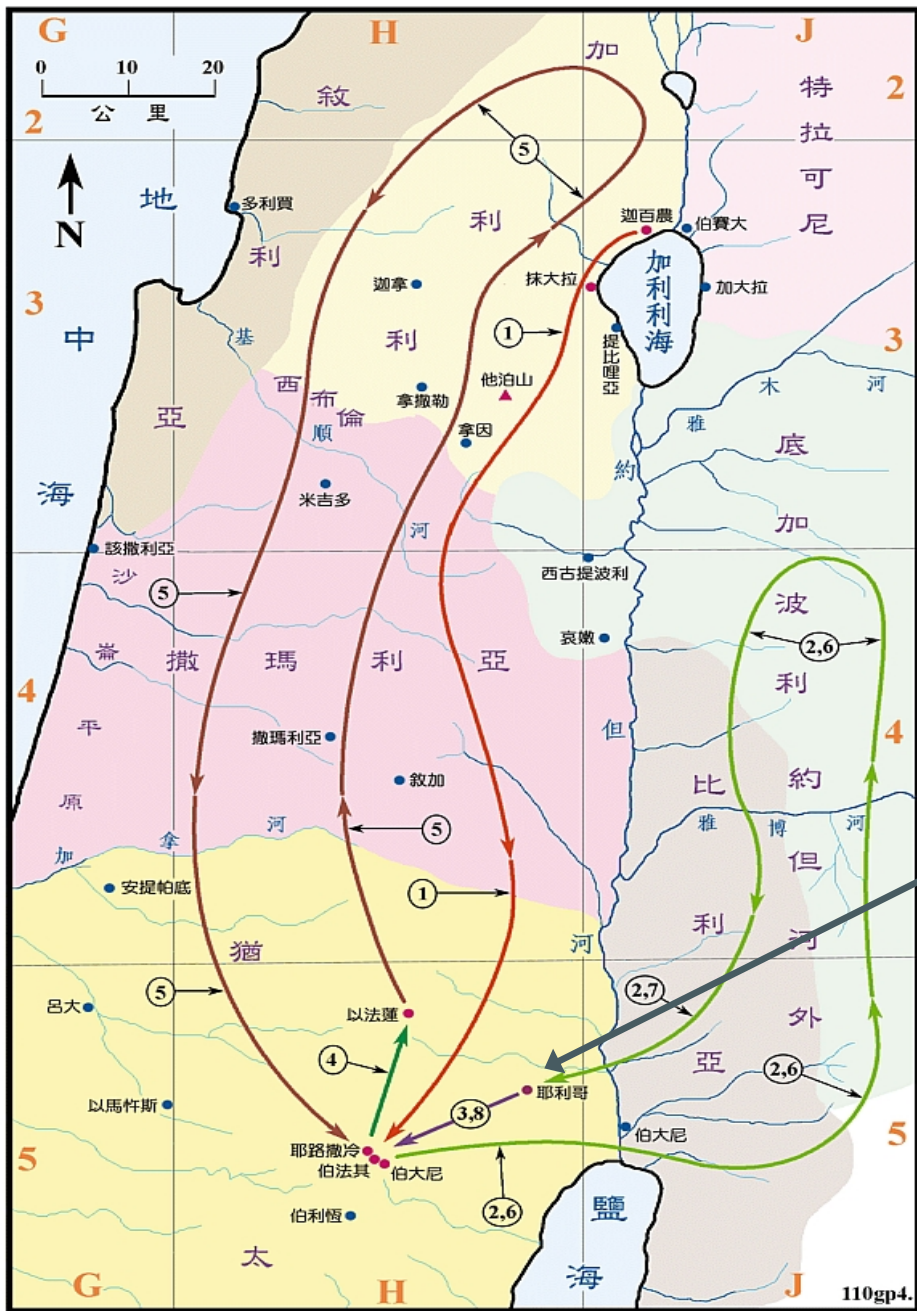 G H J
0 10 20
公里
2
2
N
敘利亞
地中海
加利利
特拉可尼
多利買
迦百農
伯賽大
加利利海
抹大拉
加大拉
迦拿
提比哩亞
3
3
基順河
西布倫
拿撒勒
他泊山
拿因
米吉多
雅木河
底加波利
約但河
該撒利亞
西古提波利
哀嫩
沙崙平原
撒瑪利亞
4
4
撒瑪利亞
敘加
比利亞
約但河外
雅博河
加拿河
安提帕底
猶太
呂大
以法蓮
以馬忤斯
耶利哥
伯大尼
耶路撒冷
伯法其
伯大尼
伯利恆
鹽海
5
5
5
1
5
2,6
5
1
5
2,7
4
2,6
3,8
2,6
G H J
110gp4.